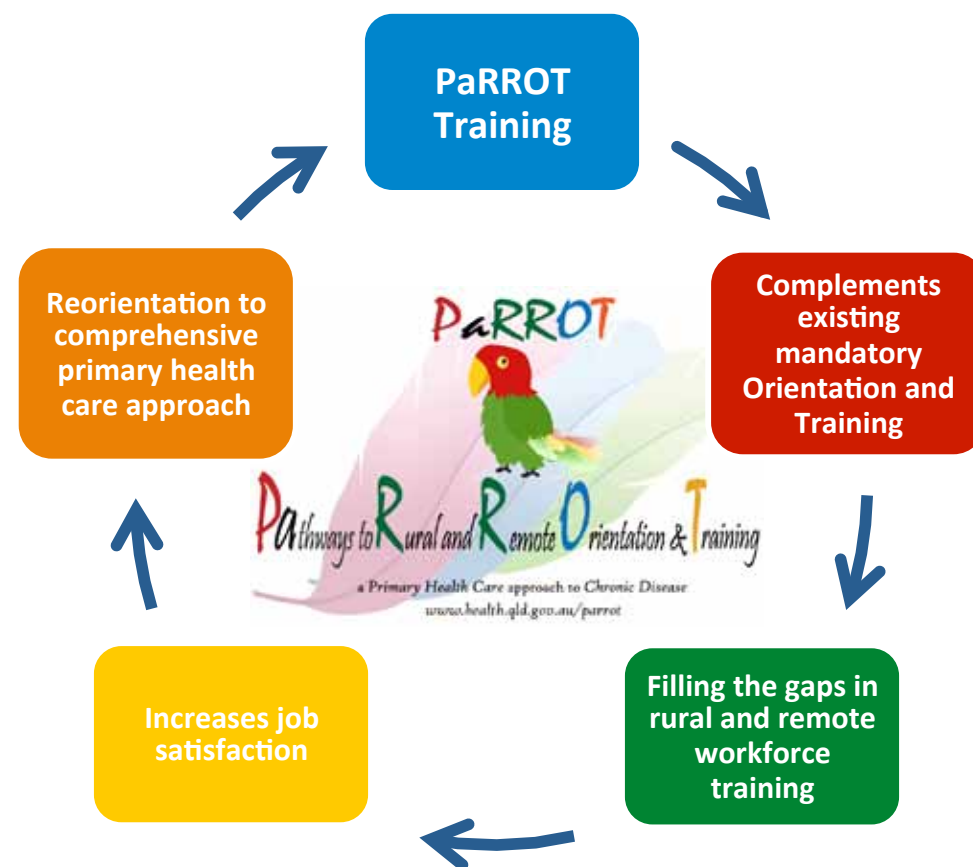 PaRROT
Training
Complements
existing
mandatory
Orientation and
Training
Filling the gaps in
rural and remote
workforce
training
Increases job
satisfaction
Reorientation to
comprehensive
primary health
care approach
PaRROT
Pathways to Rural and Remote Orientation & Training
a Primary Health Care approach to Chronic Disease
www.health.qld.gov.au/parrot